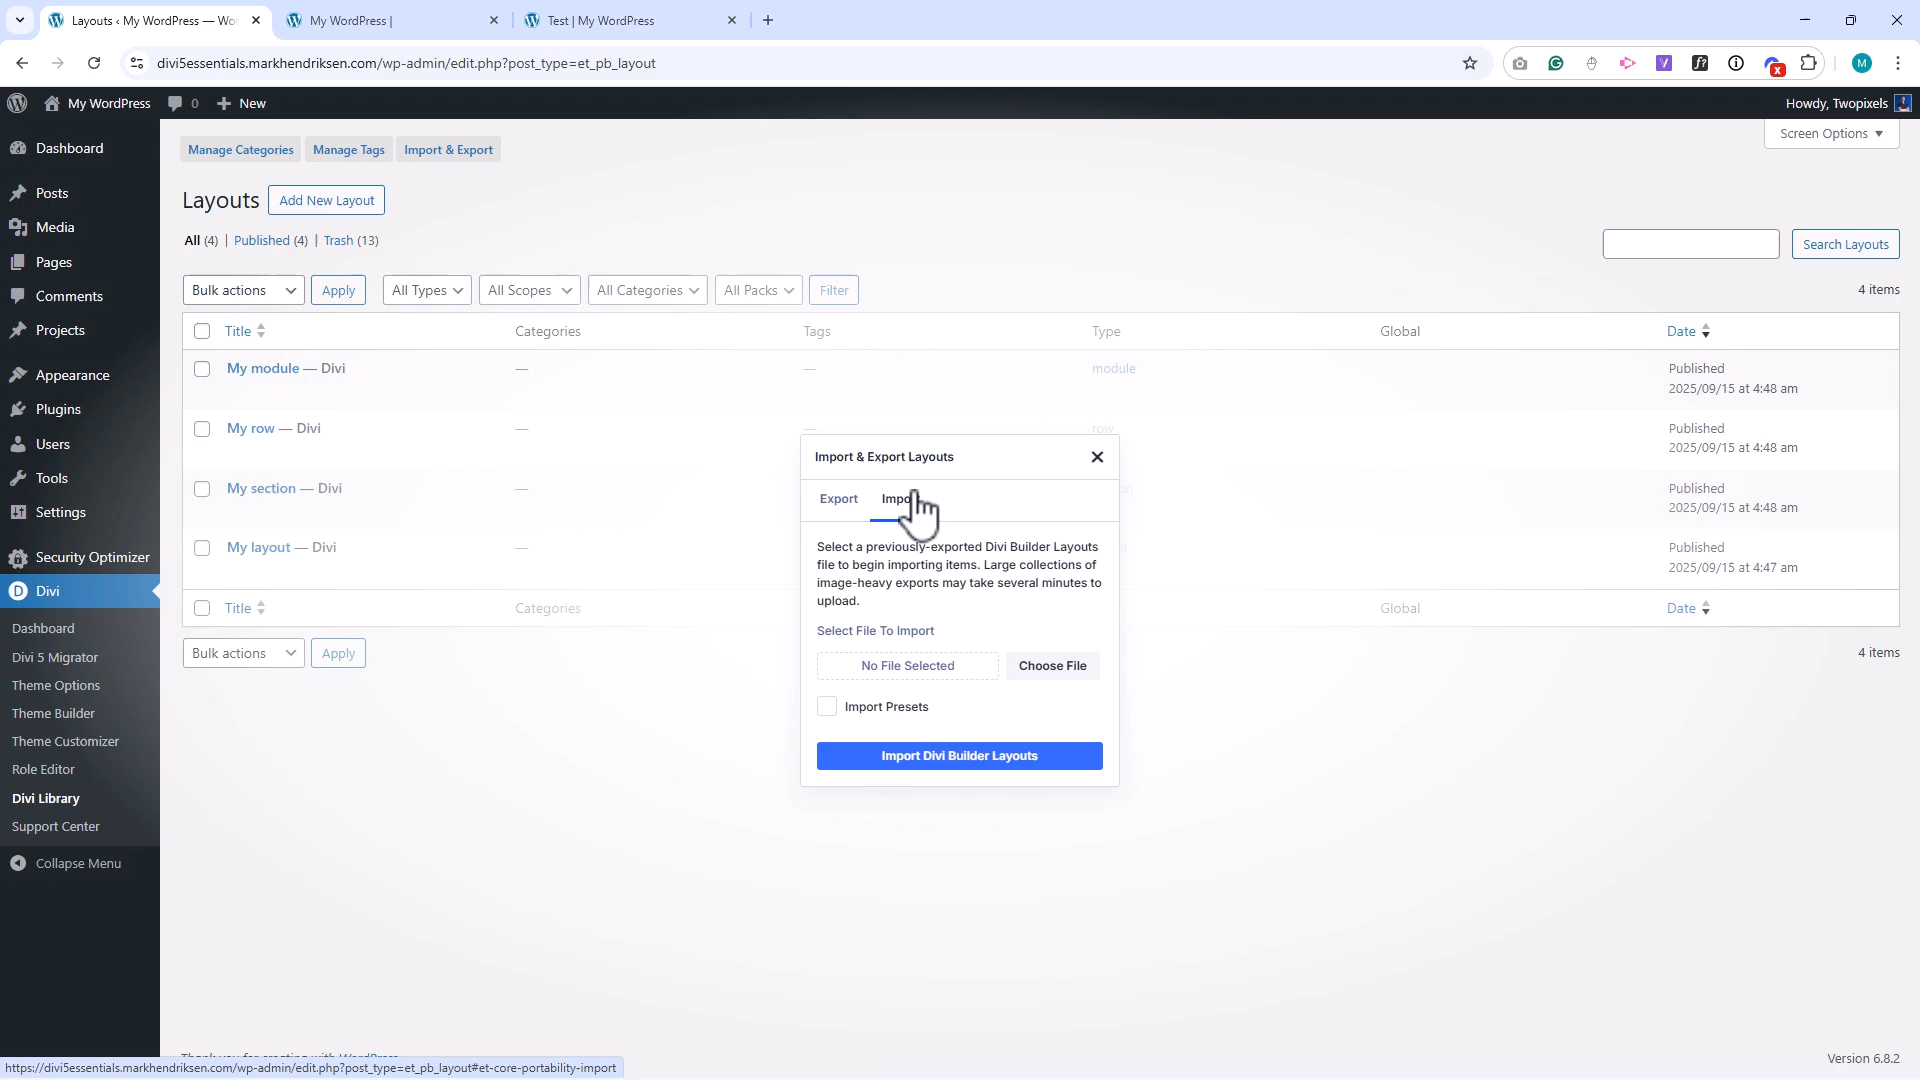 Layouts ‹ My WordPress — Wo
My WordPress |
Test | My WordPress
divi5essentials.markhendriksen.com/wp-admin/edit.php?post_type=et_pb_layout
M
My WordPress
0
New
Howdy, Twopixels
Dashboard
Posts
Media
Pages
Comments
Projects
Appearance
Plugins
Users
Tools
Settings
Security Optimizer
Divi
Dashboard
Divi 5 Migrator
Theme Options
Theme Builder
Theme Customizer
Role Editor
Divi Library
Support Center
Collapse Menu
Manage Categories Manage Tags Import & Export
Screen Options
Layouts Add New Layout
All (4) | Published (4) | Trash (13)
Search Layouts
Bulk actions Apply All Types All Scopes All Categories All Packs Filter 4 items
Title Categories Tags Type Global Date
My module — Divi — — module Published
2025/09/15 at 4:48 am
My row — Divi — — row Published
2025/09/15 at 4:48 am
My section — Divi — Published
2025/09/15 at 4:48 am
My layout — Divi — Published
2025/09/15 at 4:47 am
Title Categories Global Date
Bulk actions Apply 4 items
Import & Export Layouts
Export
Select a previously-exported Divi Builder Layouts
file to begin importing items. Large collections of
image-heavy exports may take several minutes to
upload.
Select File To Import
No File Selected Choose File
Import Presets
Import Divi Builder Layouts
Version 6.8.2
https://divi5essentials.markhendriksen.com/wp-admin/edit.php?post_type=et_pb_layout#et-core-portability-import